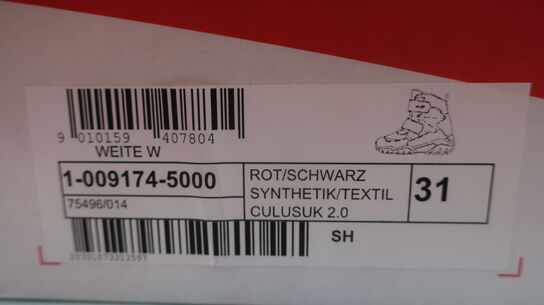 9 010159 407804
WEITE W
1-009174-5000
75496/014
ROT/SCHWARZ
SYNTHETIK/TEXTIL
CULUSUK 2.0
31
SH